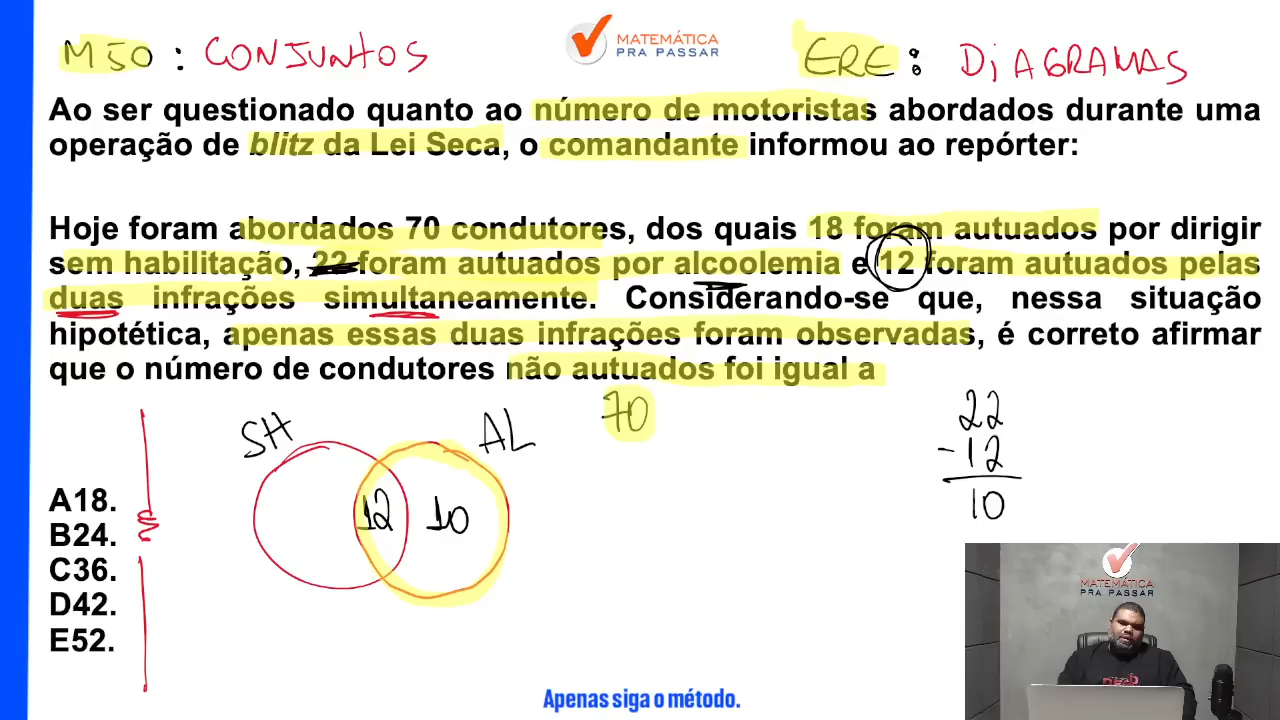 M50 : CONJUNTOS
MATEMÁTICA
PRA PASSAR
ERE: DiAGRAMAS
Ao ser questionado quanto ao número de motoristas abordados durante uma
operação de blitz da Lei Seca, o comandante informou ao repórter:
Hoje foram abordados 70 condutores, dos quais 18 foram autuados por dirigir
sem habilitação, 22 foram autuados por alcoolemia e 12 foram autuados pelas
duas infrações simultaneamente. Considerando-se que, nessa situação
hipotética, apenas essas duas infrações foram observadas, é correto afirmar
que o número de condutores não autuados foi igual a
70
SH
AL
12 10
22
-12
10
A18.
B24.
C36.
D42.
E52.
MATEMÁTICA
PRA PASSAR
Apenas siga o método.